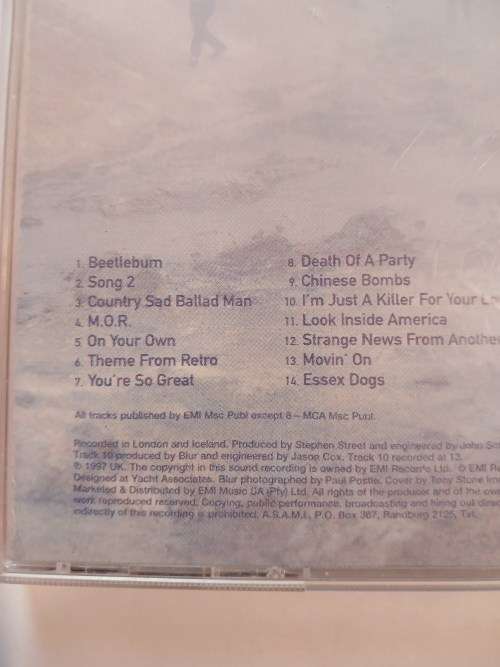 1. Beetlebum
2. Song 2
3. Country Sad Ballad Man
4. M.O.R.
5. On Your Own
6. Theme From Retro
7. You're So Great
8. Death Of A Party
9. Chinese Bombs
10. I'm Just A Killer For Your
11. Look Inside America
12. Strange News From Another
13. Movin' On
14. Essex Dogs
All tracks published by EMI Msc Publ except 8 – MCA Msc Publ.
Recorded in London and Iceland. Produced by Stephen Street and engineered by John
Track 10 produced by Blur and engineered by Jason Cox. Track 10 recorded at 13.
℗ 1997 UK. The copyright in this sound recording is owned by EMI Records Ltd. © EMI
Designed at Yacht Associates. Blur photographed by Paul Postle. Cover by Tony Stone
Marketed & Distributed by EMI Music SA (Pty) Ltd. All rights of the producer and of the
work reproduced reserved. Copying, public performance, broadcasting and hiring out
indirectly of this recording is prohibited. A.S.A.M.I., P.O. Box 367, Randburg 2125,